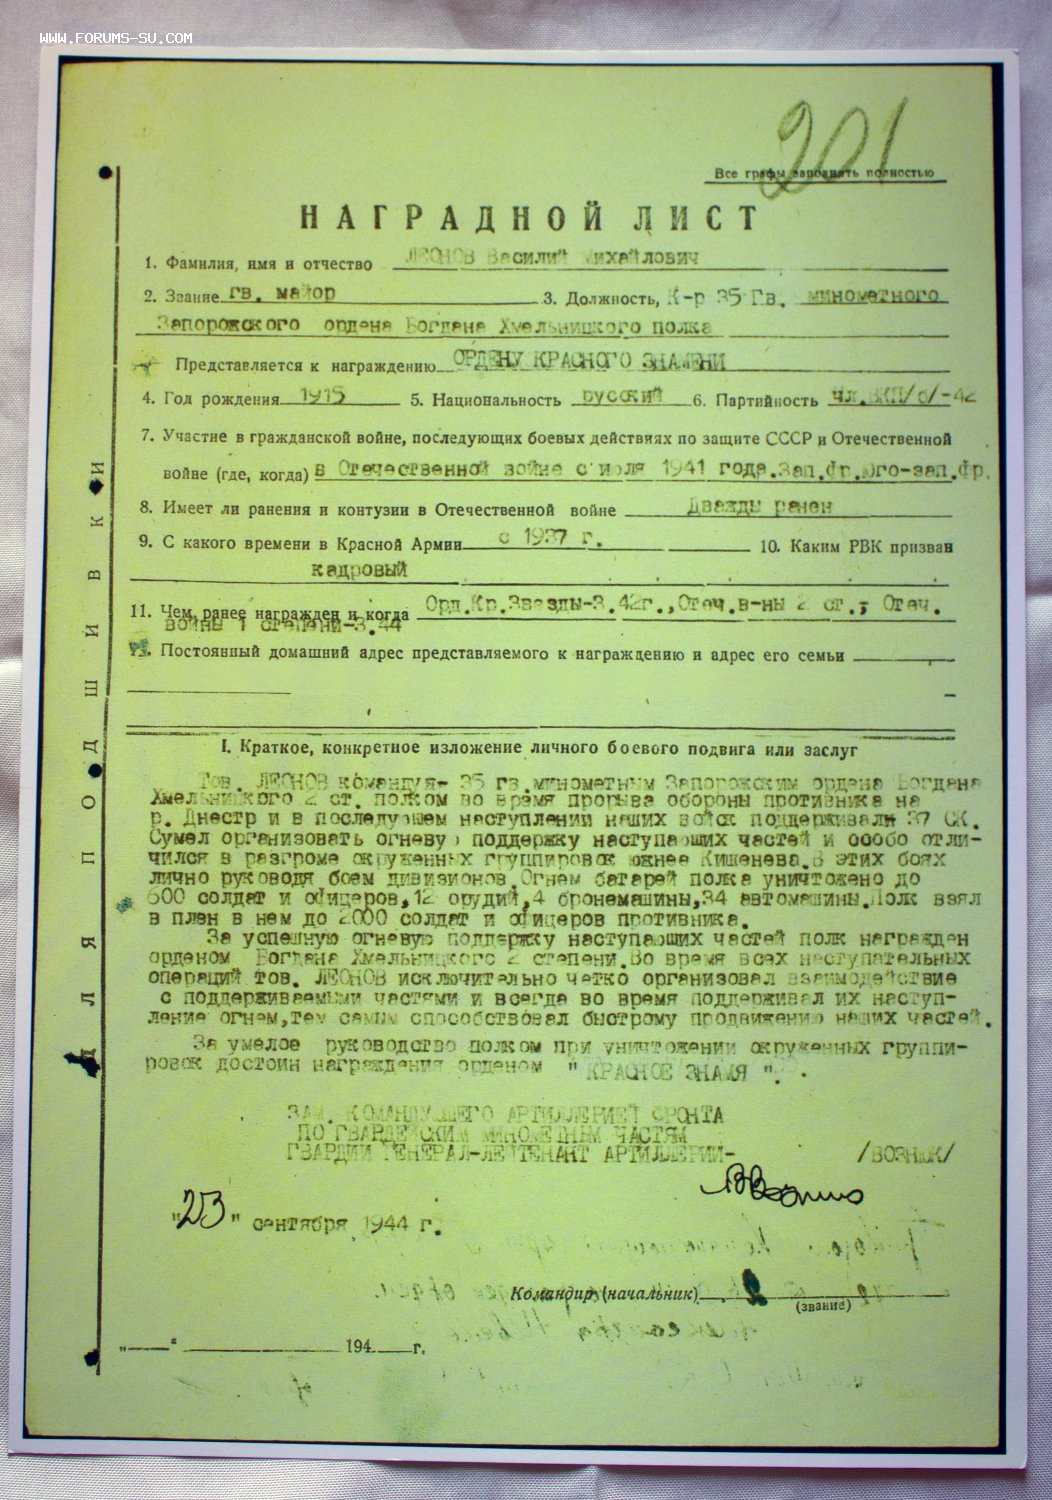 WWW.FORUMS-SU.COM
201
Все графы заполнять полностью
НАГРАДНОЙ ЛИСТ
1. Фамилия, имя и отчество ЛЕОНОВ Василий Михайлович
2. Звание гв. майор 3. Должность, К-р 35 Гв. минометного
Запорожского ордена Богдана Хмельницкого полка
Представляется к награждению ОРДЕНУ КРАСНОГО ЗНАМЕНИ
4. Год рождения 1915 5. Национальность русский 6. Партийность чл.ВКП/б/-42
7. Участие в гражданской войне, последующих боевых действиях по защите СССР и Отечественной
войне (где, когда) в Отечественной войне с июля 1941 года.Зап.Фр.Юго-зап.Фр.
8. Имеет ли ранения и контузии в Отечественной войне Дважды ранен
9. С какого времени в Красной Армии с 1937 г. 10. Каким РВК призван
кадровый
11. Чем ранее награжден и когда Орд.Кр.Звезды-3.42г.,Отеч.в-ны 2 ст., Отеч.
войны 1 степени-3.44
Постоянный домашний адрес представляемого к награждению и адрес его семьи
I. Краткое, конкретное изложение личного боевого подвига или заслуг
Тов. ЛЕОНОВ командуя- 35 гв.минометным Запорожским ордена Богдана
Хмельницкого 2 ст. полком во время прорыва обороны противника на
р. Днестр и в последующем наступлении наших войск поддерживали 37 СК.
Сумел организовать огневую поддержку наступающих частей и особо отли-
чился в разгроме окруженных группировок южнее Кишенева.В этих боях
лично руководя боем дивизионов.Огнем батарей полка уничтожено до
500 солдат и офицеров,12 орудий,4 бронемашины,34 автомашины.Полк взял
в плен в нем до 2000 солдат и офицеров противника.
За успешную огневую поддержку наступающих частей полк награжден
орденом Богдана Хмельницкого 2 степени.Во время всех наступательных
операций тов. ЛЕОНОВ исключительно четко организовал взаимодействие
с поддерживаемыми частями и всегда во время поддерживал их наступ-
ление огнем,тем самым способствовал быстрому продвижению наших частей.
За умелое руководство полком при уничтожении окруженных группи-
ровок достоин награждения орденом "КРАСНОЕ ЗНАМЯ".
ЗАМ. КОМАНДУЮЩЕГО АРТИЛЛЕРИЕЙ ФРОНТА
ПО ГВАРДЕЙСКИМ МИНОМЕТНЫМ ЧАСТЯМ
ГВАРДИИ ГЕНЕРАЛ-ЛЕЙТЕНАНТ АРТИЛЛЕРИИ- /ВОЗНЮК/
"23" сентября 1944 г.
Командир (начальник)
(звание)
„ " 194 г.
ДЛЯ ПОДШИВКИ